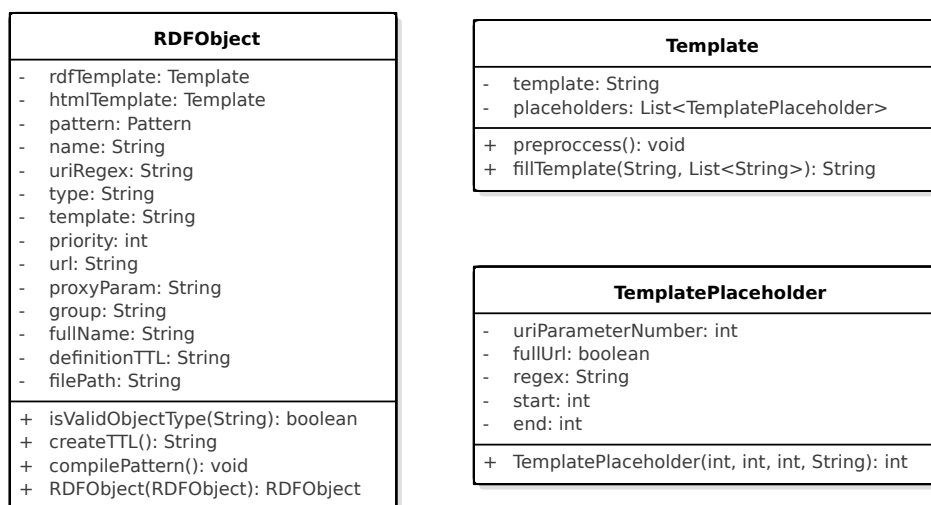 RDFObject
- rdfTemplate: Template
- htmlTemplate: Template
- pattern: Pattern
- name: String
- uriRegex: String
- type: String
- template: String
- priority: int
- url: String
- proxyParam: String
- group: String
- fullName: String
- definitionTTL: String
- filePath: String
+ isValidObjectType(String): boolean
+ createTTL(): String
+ compilePattern(): void
+ RDFObject(RDFObject): RDFObject
Template
- template: String
- placeholders: List<TemplatePlaceholder>
+ preproccess(): void
+ fillTemplate(String, List<String>): String
TemplatePlaceholder
- uriParameterNumber: int
- fullUrl: boolean
- regex: String
- start: int
- end: int
+ TemplatePlaceholder(int, int, int, String): int